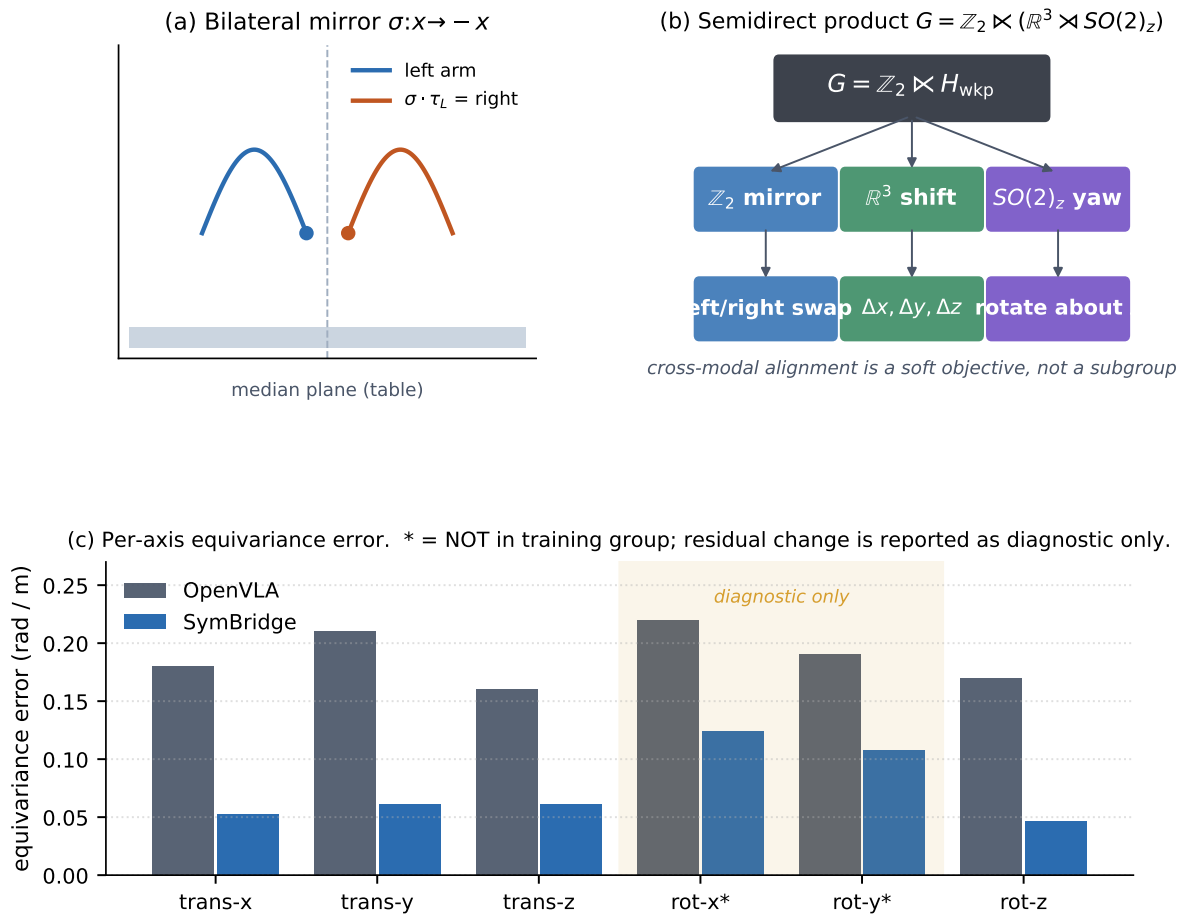 (a) Bilateral mirror σ:x→ − x
left arm
σ · τ_L = right
median plane (table)
(b) Semidirect product G = ℤ₂ ⋉ (ℝ³ ⋊ SO(2)_z)
G = ℤ₂ ⋉ H_wkp
ℤ₂ mirror
ℝ³ shift
SO(2)_z yaw
eft/right swap
Δx, Δy, Δz
rotate about
cross-modal alignment is a soft objective, not a subgroup
(c) Per-axis equivariance error.  * = NOT in training group; residual change is reported as diagnostic only.
equivariance error (rad / m)
0.25
0.20
0.15
0.10
0.05
0.00
OpenVLA
SymBridge
diagnostic only
trans-x
trans-y
trans-z
rot-x*
rot-y*
rot-z